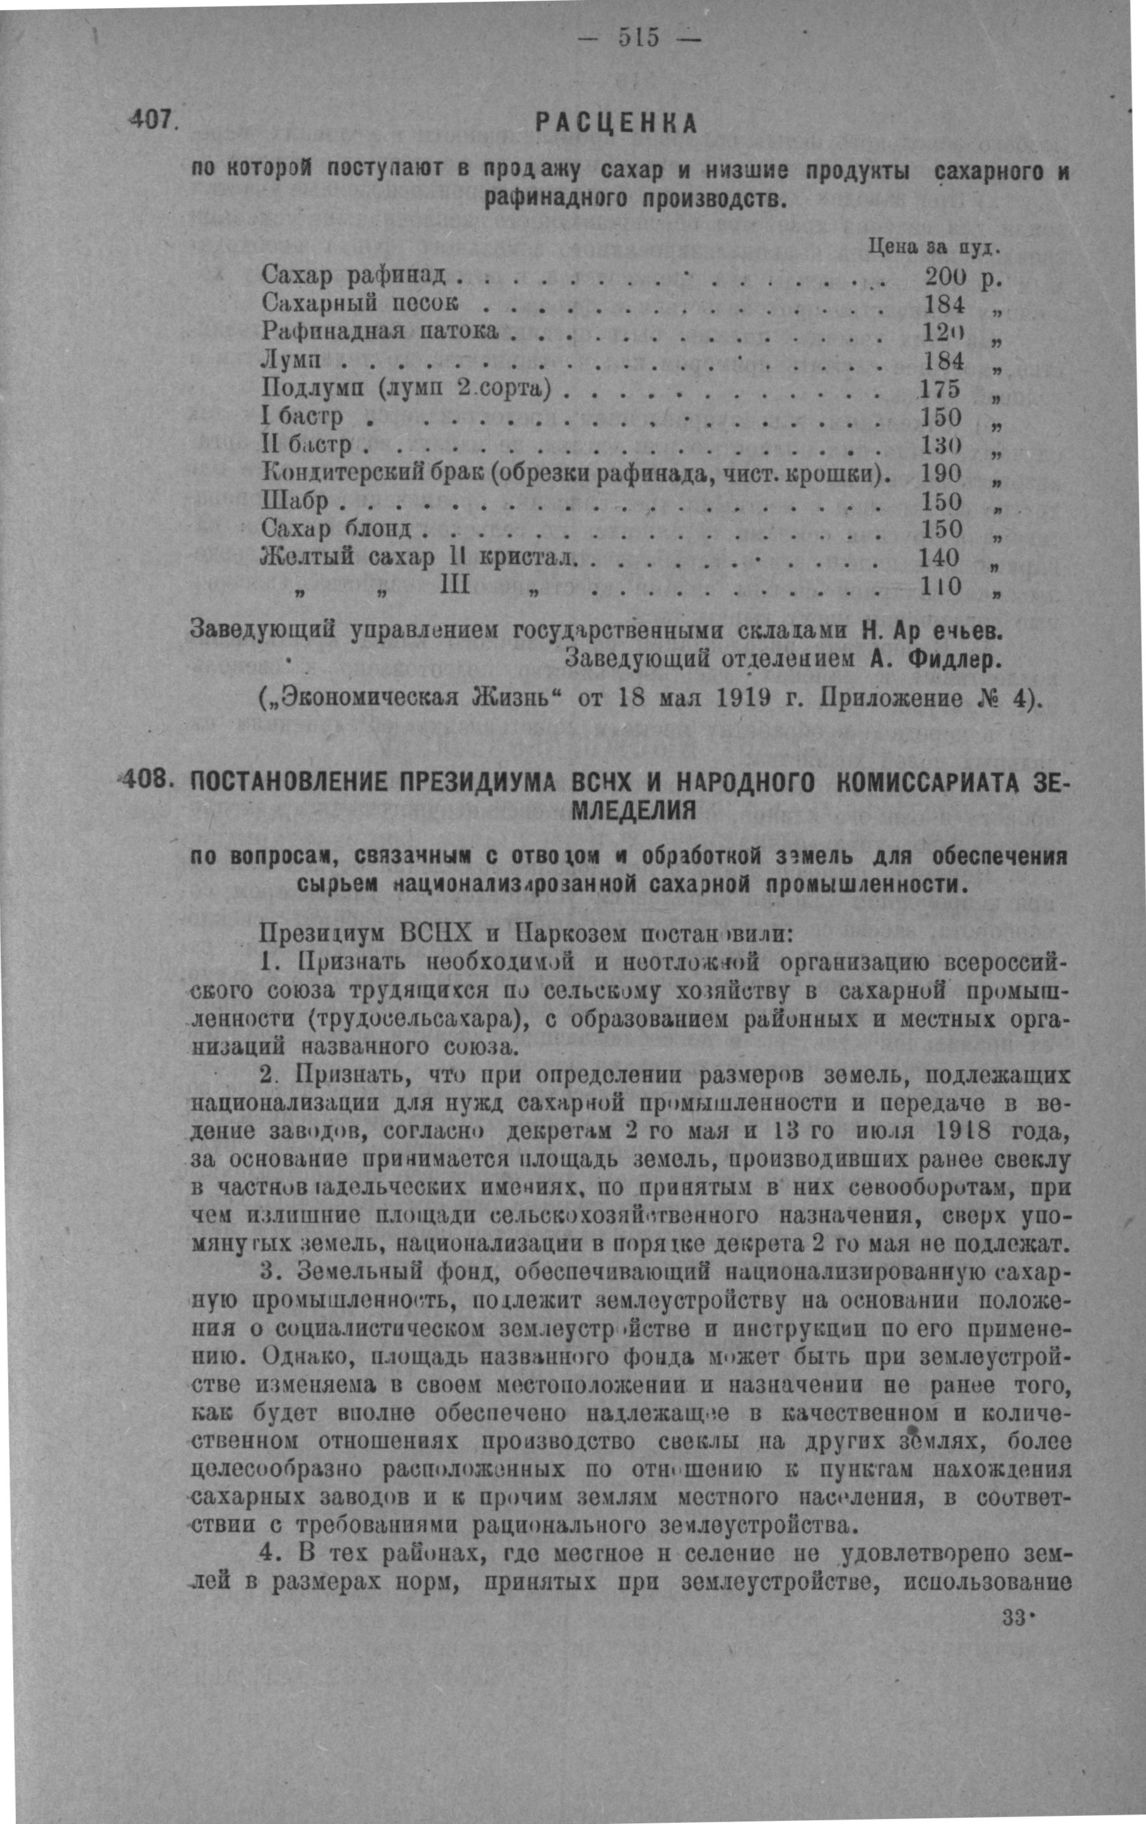 — 515 —
407. РАСЦЕНКА
по которой поступают в продажу сахар и низшие продукты сахарного и
рафинадного производств.
Цена за пуд.
Сахар рафинад . . . . . . . . . . . . . . . 200 р.
Сахарный песок . . . . . . . . . . . . . . . 184 „
Рафинадная патока . . . . . . . . . . . . . . 120 „
Лумп . . . . . . . . . . . . . . . . . . . 184 „
Подлумп (лумп 2.сорта) . . . . . . . . . . . . 175 „
I бастр . . . . . . . . . . . . . . . . . . 150 „
II бастр . . . . . . . . . . . . . . . . . . 130 „
Кондитерский брак (обрезки рафинада, чист. крошки). 190 „
Шабр . . . . . . . . . . . . . . . . . . . 150 „
Сахар блонд . . . . . . . . . . . . . . . . 150 „
Желтый сахар II кристал. . . . . . . . . . . . 140 „
„ „ III „ . . . . . . . . . . . 110 „
Заведующий управлением государственными складами Н. Ар ечьев.
Заведующий отделением А. Фидлер.
(„Экономическая Жизнь“ от 18 мая 1919 г. Приложение № 4).
408. ПОСТАНОВЛЕНИЕ ПРЕЗИДИУМА ВСНХ И НАРОДНОГО КОМИССАРИАТА ЗЕ-
МЛЕДЕЛИЯ
по вопросам, связанным с отводом и обработкой земель для обеспечения
сырьем национализированной сахарной промышленности.
Президиум ВСНХ и Наркозем постановили:
1. Признать необходимой и неотложной организацию всероссий-
ского союза трудящихся по сельскому хозяйству в сахарной промыш-
ленности (трудосельсахара), с образованием районных и местных орга-
низаций названного союза.
2. Признать, что при определении размеров земель, подлежащих
национализации для нужд сахарной промышленности и передаче в ве-
дение заводов, согласно декретам 2 го мая и 13 го июля 1918 года,
за основание принимается площадь земель, производивших ранее свеклу
в частновладельческих имениях, по принятым в них севооборотам, при
чем излишние площади сельскохозяйственного назначения, сверх упо-
мянутых земель, национализации в порядке декрета 2 го мая не подлежат.
3. Земельный фонд, обеспечивающий национализированную сахар-
ную промышленность, подлежит землеустройству на основании положе-
ния о социалистическом землеустройстве и инструкции по его примене-
нию. Однако, площадь названного фонда может быть при землеустрой-
стве изменяема в своем местоположении и назначении не ранее того,
как будет вполне обеспечено надлежащее в качественном и количе-
ственном отношениях производство свеклы на других землях, более
целесообразно расположенных по отношению к пунктам нахождения
сахарных заводов и к прочим землям местного населения, в соответ-
ствии с требованиями рационального землеустройства.
4. В тех районах, где местное н селение не удовлетворено зем-
лей в размерах норм, принятых при землеустройстве, использование
33*